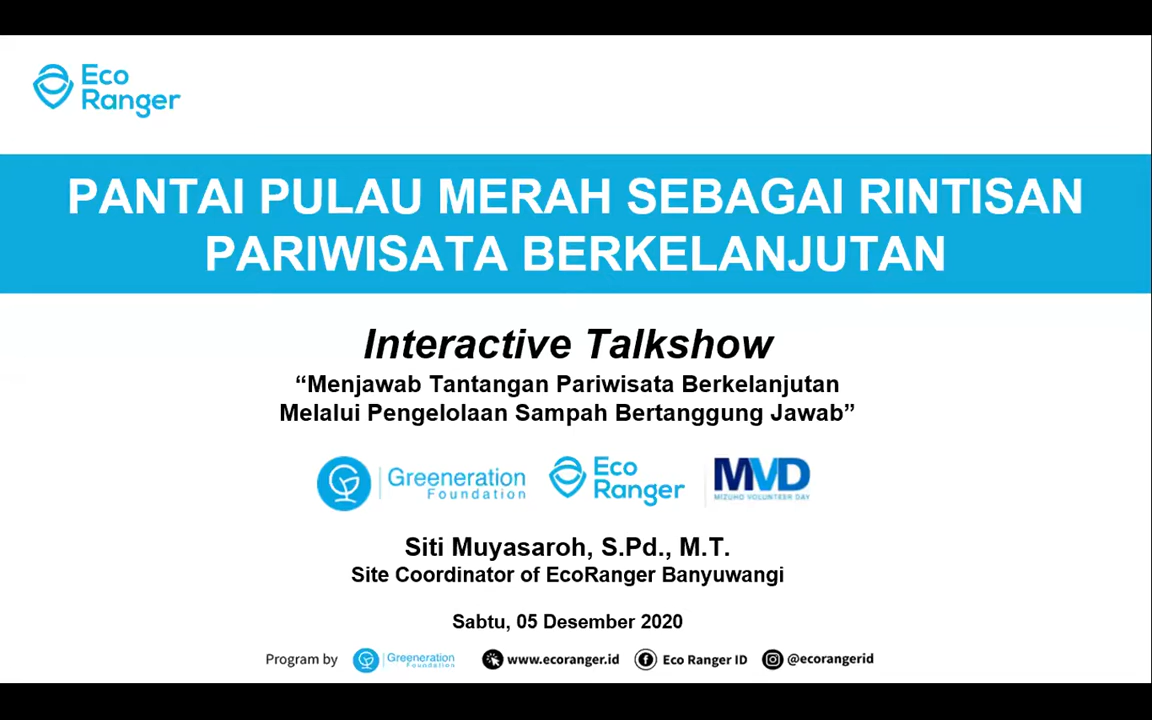 Eco
Ranger
PANTAI PULAU MERAH SEBAGAI RINTISAN
PARIWISATA BERKELANJUTAN
Interactive Talkshow
“Menjawab Tantangan Pariwisata Berkelanjutan
Melalui Pengelolaan Sampah Bertanggung Jawab”
Greeneration
Foundation
Eco
Ranger
MVD
MIZUHO VOLUNTEER DAY
Siti Muyasaroh, S.Pd., M.T.
Site Coordinator of EcoRanger Banyuwangi
Sabtu, 05 Desember 2020
Program by Greeneration Foundation www.ecoranger.id Eco Ranger ID @ecorangerid